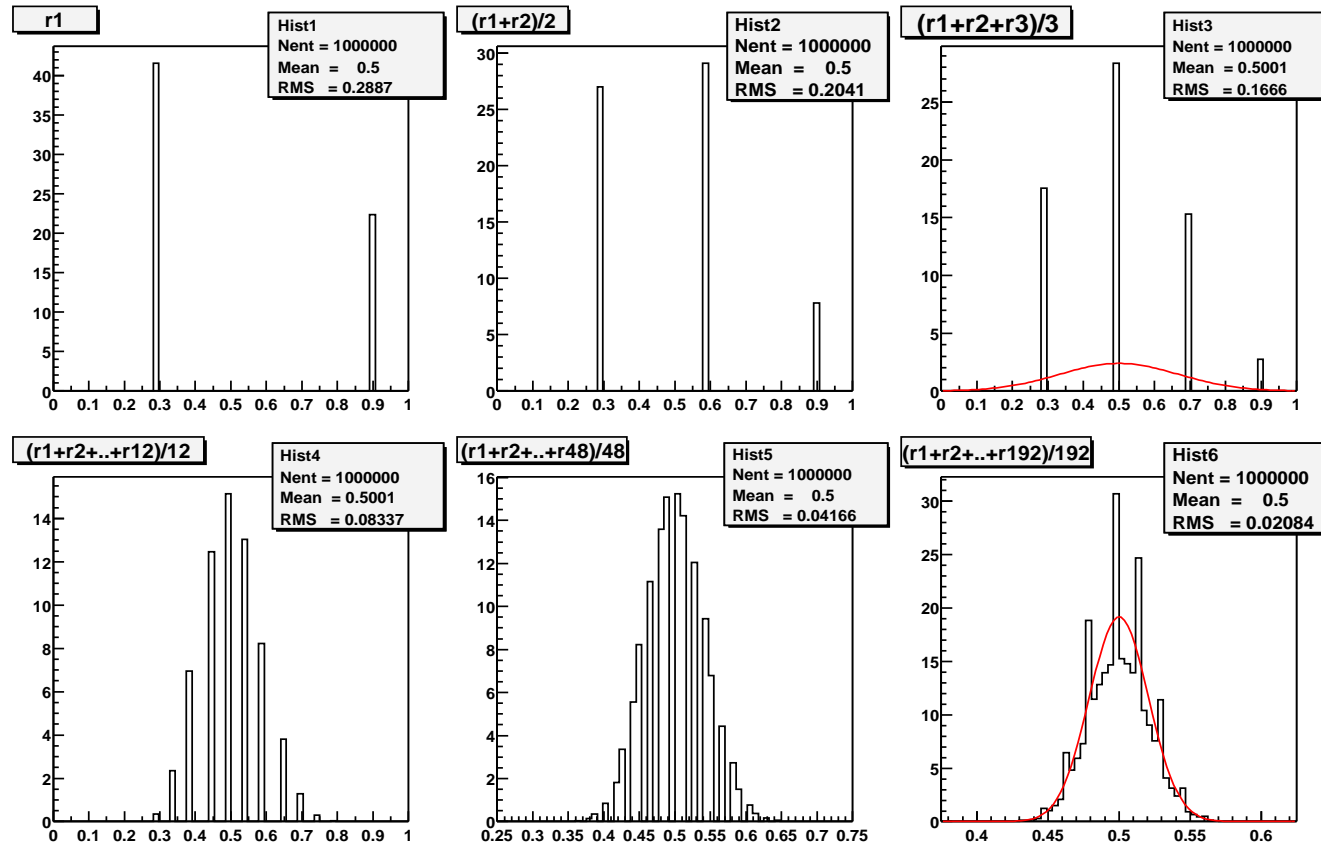 r1
Hist1
Nent = 1000000
Mean = 0.5
RMS = 0.2887
40
35
30
25
20
15
10
5
0
0 0.1 0.2 0.3 0.4 0.5 0.6 0.7 0.8 0.9 1
(r1+r2)/2
Hist2
Nent = 1000000
Mean = 0.5
RMS = 0.2041
30
25
20
15
10
5
0
0 0.1 0.2 0.3 0.4 0.5 0.6 0.7 0.8 0.9 1
(r1+r2+r3)/3
Hist3
Nent = 1000000
Mean = 0.5001
RMS = 0.1666
25
20
15
10
5
0
0 0.1 0.2 0.3 0.4 0.5 0.6 0.7 0.8 0.9 1
(r1+r2+..+r12)/12
Hist4
Nent = 1000000
Mean = 0.5001
RMS = 0.08337
14
12
10
8
6
4
2
0
0 0.1 0.2 0.3 0.4 0.5 0.6 0.7 0.8 0.9 1
(r1+r2+..+r48)/48
Hist5
Nent = 1000000
Mean = 0.5
RMS = 0.04166
16
14
12
10
8
6
4
2
0
0.25 0.3 0.35 0.4 0.45 0.5 0.55 0.6 0.65 0.7 0.75
(r1+r2+..+r192)/192
Hist6
Nent = 1000000
Mean = 0.5
RMS = 0.02084
30
25
20
15
10
5
0
0.4 0.45 0.5 0.55 0.6